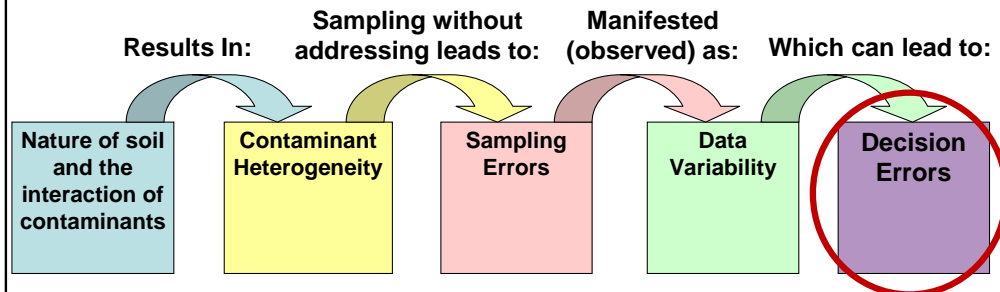 Results In:
Sampling without
addressing leads to:
Manifested
(observed) as:
Which can lead to:
Nature of soil
and the
interaction of
contaminants
Contaminant
Heterogeneity
Sampling
Errors
Data
Variability
Decision
Errors